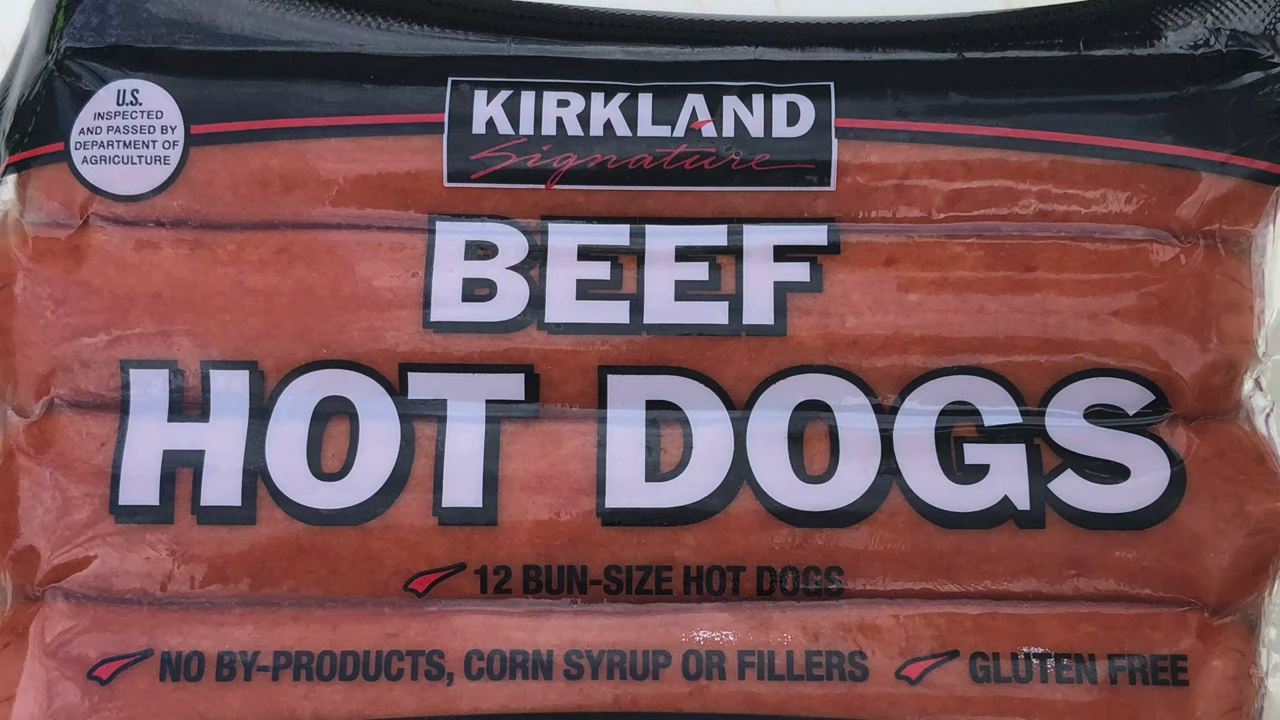 U.S.
INSPECTED
AND PASSED BY
DEPARTMENT OF
AGRICULTURE
KIRKLAND
Signature
BEEF
HOT DOGS
12 BUN-SIZE HOT DOGS
NO BY-PRODUCTS, CORN SYRUP OR FILLERS
GLUTEN FREE